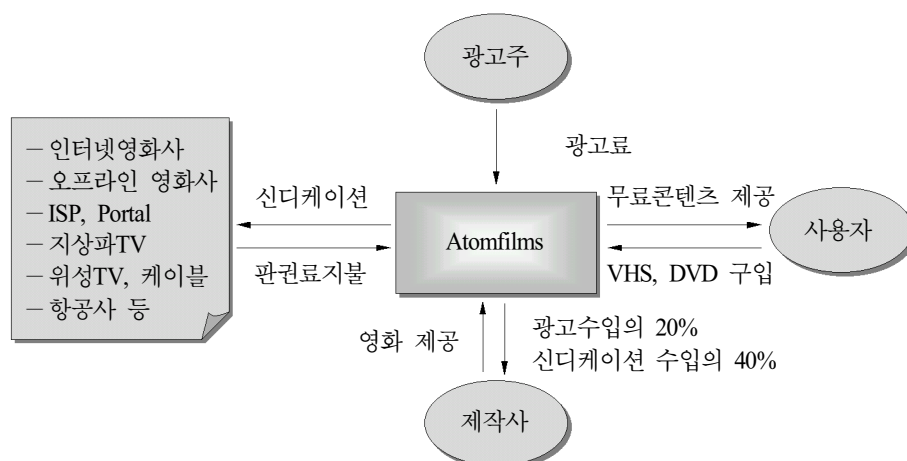 광고주
광고료
– 인터넷영화사
– 오프라인 영화사
– ISP, Portal
– 지상파TV
– 위성TV, 케이블
– 항공사 등
신디케이션
판권료지불
Atomfilms
무료콘텐츠 제공
VHS, DVD 구입
사용자
영화 제공
광고수입의 20%
신디케이션 수입의 40%
제작사